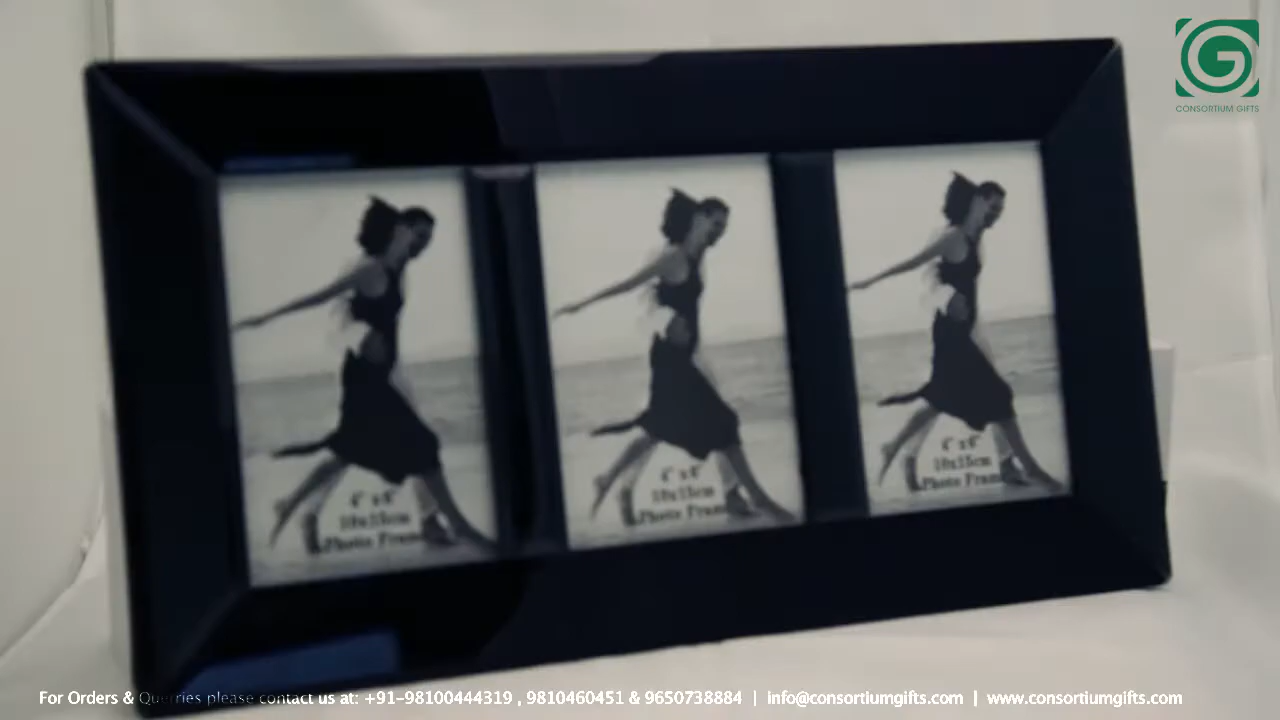 CONSORTIUM GIFTS
4" x 6"
10x15cm
Photo Frame
4" x 6"
10x15cm
Photo Frame
4" x 6"
10x15cm
Photo Frame
For Orders & Querries please contact us at: +91-98100444319 , 9810460451 & 9650738884 | info@consortiumgifts.com | www.consortiumgifts.com